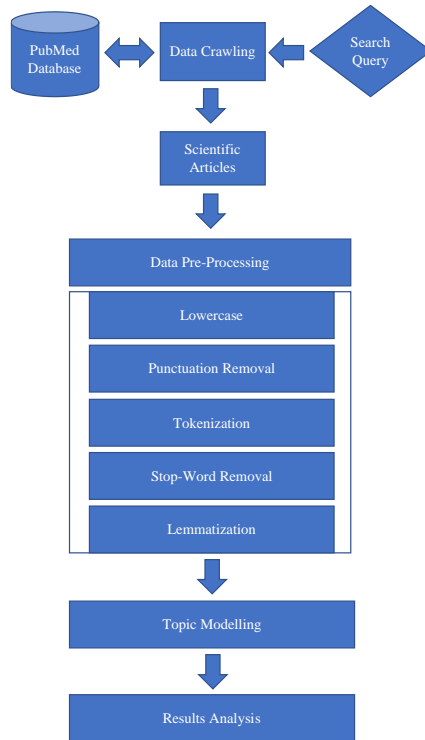 PubMed
Database
Data Crawling
Search
Query
Scientific
Articles
Data Pre-Processing
Lowercase
Punctuation Removal
Tokenization
Stop-Word Removal
Lemmatization
Topic Modelling
Results Analysis